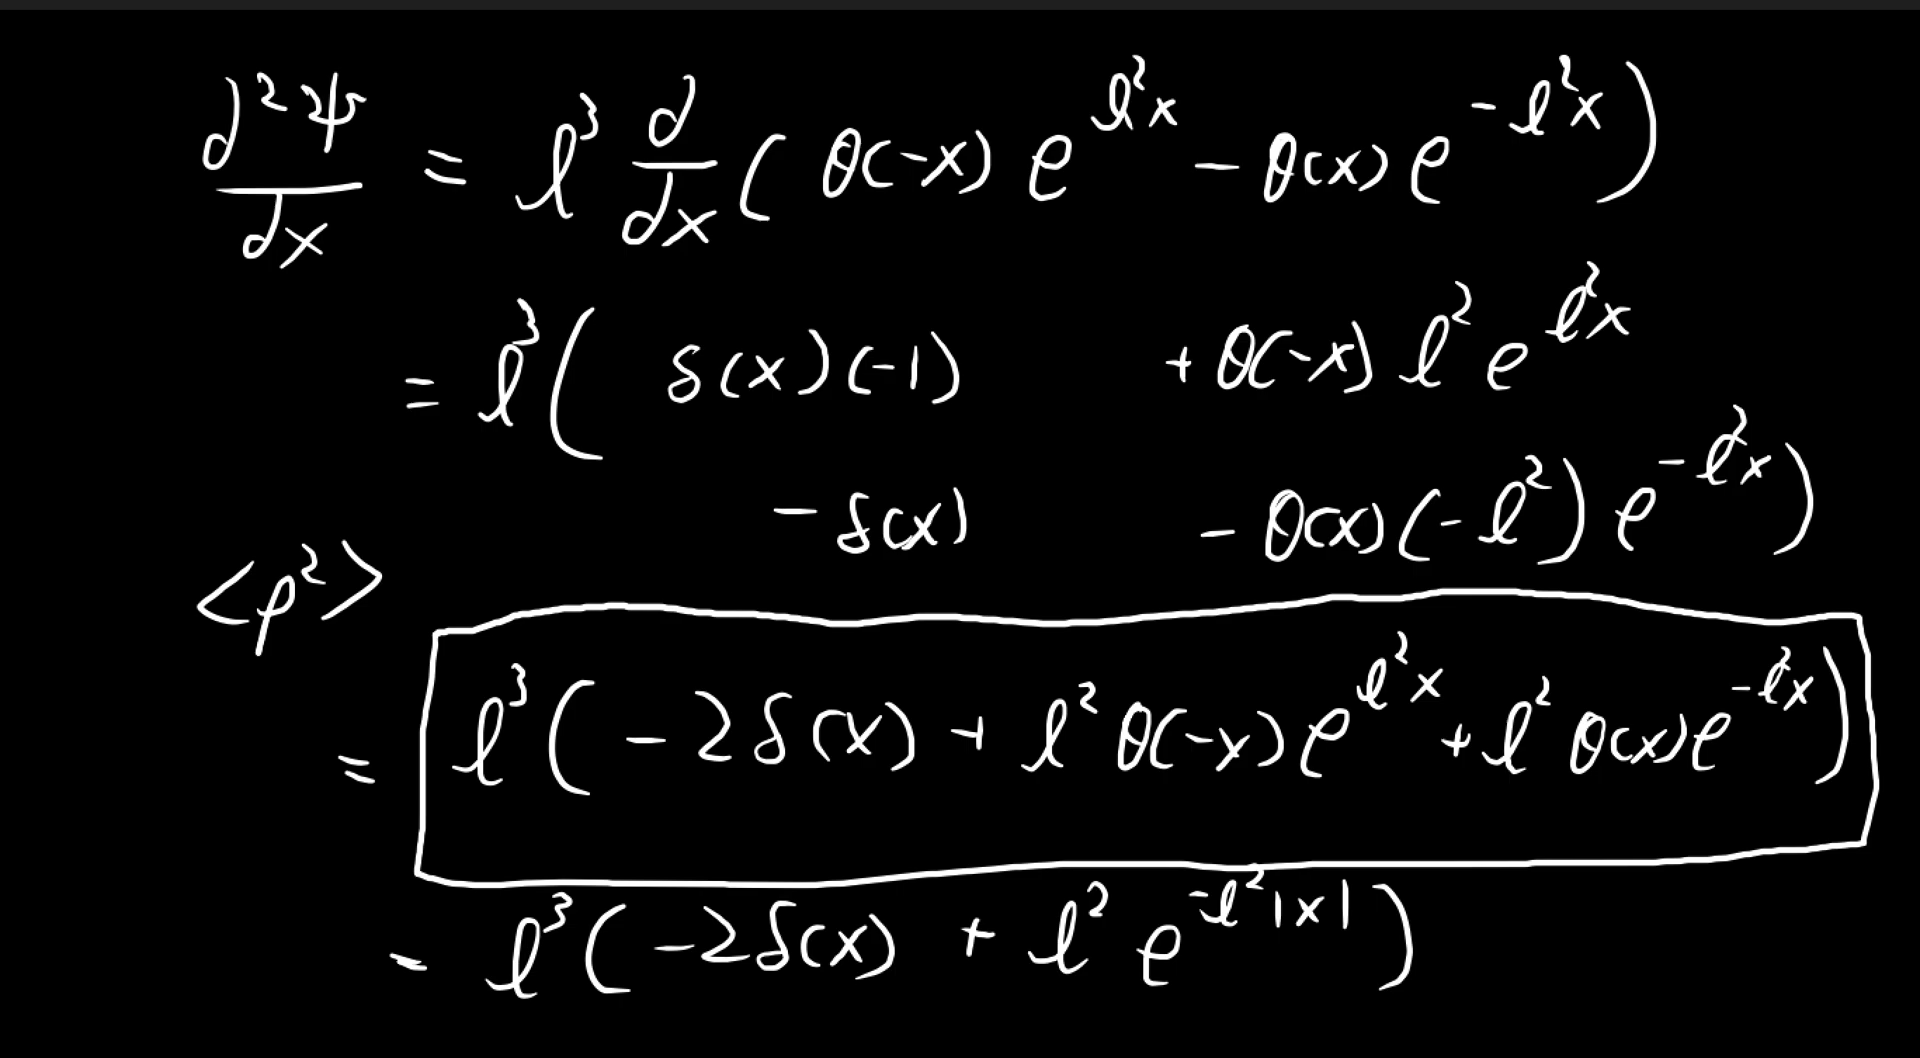 d²ψ/dx = l³ d/dx ( θ(-x) e^{l²x} - θ(x) e^{-l²x} )
= l³ ( δ(x)(-1) + θ(-x) l² e^{l²x}
- δ(x) - θ(x)(-l²) e^{-l²x} )
<p²>
= l³ ( -2δ(x) + l² θ(-x) e^{l²x} + l² θ(x) e^{-l²x} )
= l³ ( -2δ(x) + l² e^{-l²|x|} )